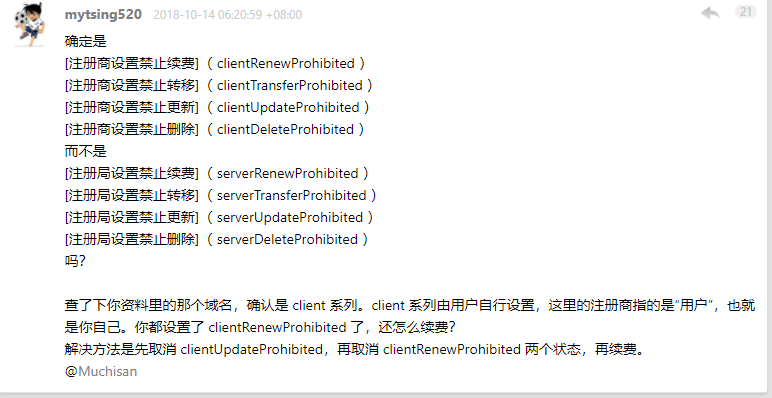 mytsing520 2018-10-14 06:20:59 +08:00 21
确定是
[注册商设置禁止续费] （ clientRenewProhibited ）
[注册商设置禁止转移] （ clientTransferProhibited ）
[注册商设置禁止更新] （ clientUpdateProhibited ）
[注册商设置禁止删除] （ clientDeleteProhibited ）
而不是
[注册局设置禁止续费] （ serverRenewProhibited ）
[注册局设置禁止转移] （ serverTransferProhibited ）
[注册局设置禁止更新] （ serverUpdateProhibited ）
[注册局设置禁止删除] （ serverDeleteProhibited ）
吗？
查了下你资料里的那个域名，确认是 client 系列。client 系列由用户自行设置，这里的注册商指的是“用户”，也就
是你自己。你都设置了 clientRenewProhibited 了，还怎么续费？
解决方法是先取消 clientUpdateProhibited，再取消 clientRenewProhibited 两个状态，再续费。
@Muchisan